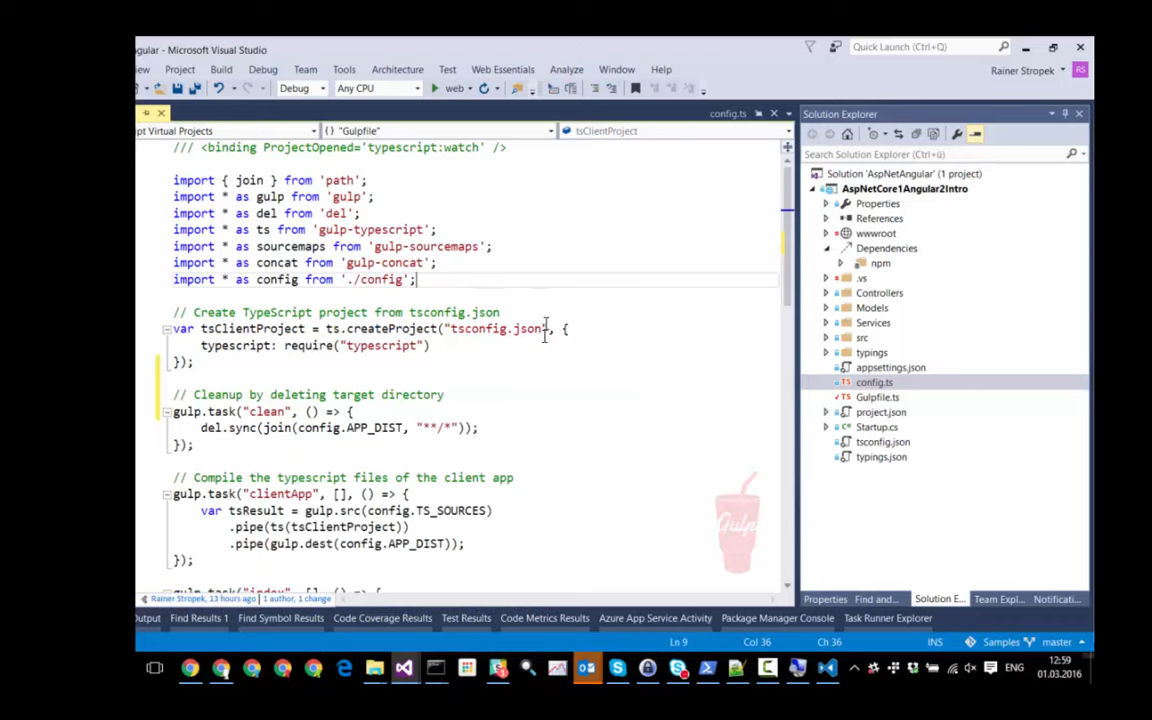 ngular - Microsoft Visual Studio
Quick Launch (Ctrl+Q)
ew Project Build Debug Team Tools Architecture Test Web Essentials Analyze Window Help
Rainer Stropek RS
Debug Any CPU web
config.ts
Solution Explorer
pt Virtual Projects {} "Gulpfile" tsClientProject
Search Solution Explorer (Ctrl+ü)
/// <binding ProjectOpened='typescript:watch' />
import { join } from 'path';
import * as gulp from 'gulp';
import * as del from 'del';
import * as ts from 'gulp-typescript';
import * as sourcemaps from 'gulp-sourcemaps';
import * as concat from 'gulp-concat';
import * as config from './config';
// Create TypeScript project from tsconfig.json
var tsClientProject = ts.createProject("tsconfig.json", {
typescript: require("typescript")
});
// Cleanup by deleting target directory
gulp.task("clean", () => {
del.sync(join(config.APP_DIST, "**/*"));
});
// Compile the typescript files of the client app
gulp.task("clientApp", [], () => {
var tsResult = gulp.src(config.TS_SOURCES)
.pipe(ts(tsClientProject))
.pipe(gulp.dest(config.APP_DIST));
});
gulp.task("index", [], () => {
Gulp
Solution 'AspNetAngular' (1 project)
AspNetCore1Angular2Intro
Properties
References
wwwroot
Dependencies
npm
.vs
Controllers
Models
Services
src
typings
appsettings.json
config.ts
Gulpfile.ts
project.json
Startup.cs
tsconfig.json
typings.json
Rainer Stropek, 13 hours ago | 1 author, 1 change
Properties Find and... Solution E... Team Expl... Notificati...
utput Find Results 1 Find Symbol Results Code Coverage Results Test Results Code Metrics Results Azure App Service Activity Package Manager Console Task Runner Explorer
Ln 9 Col 36 Ch 36 INS Samples master
ENG
12:59
01.03.2016